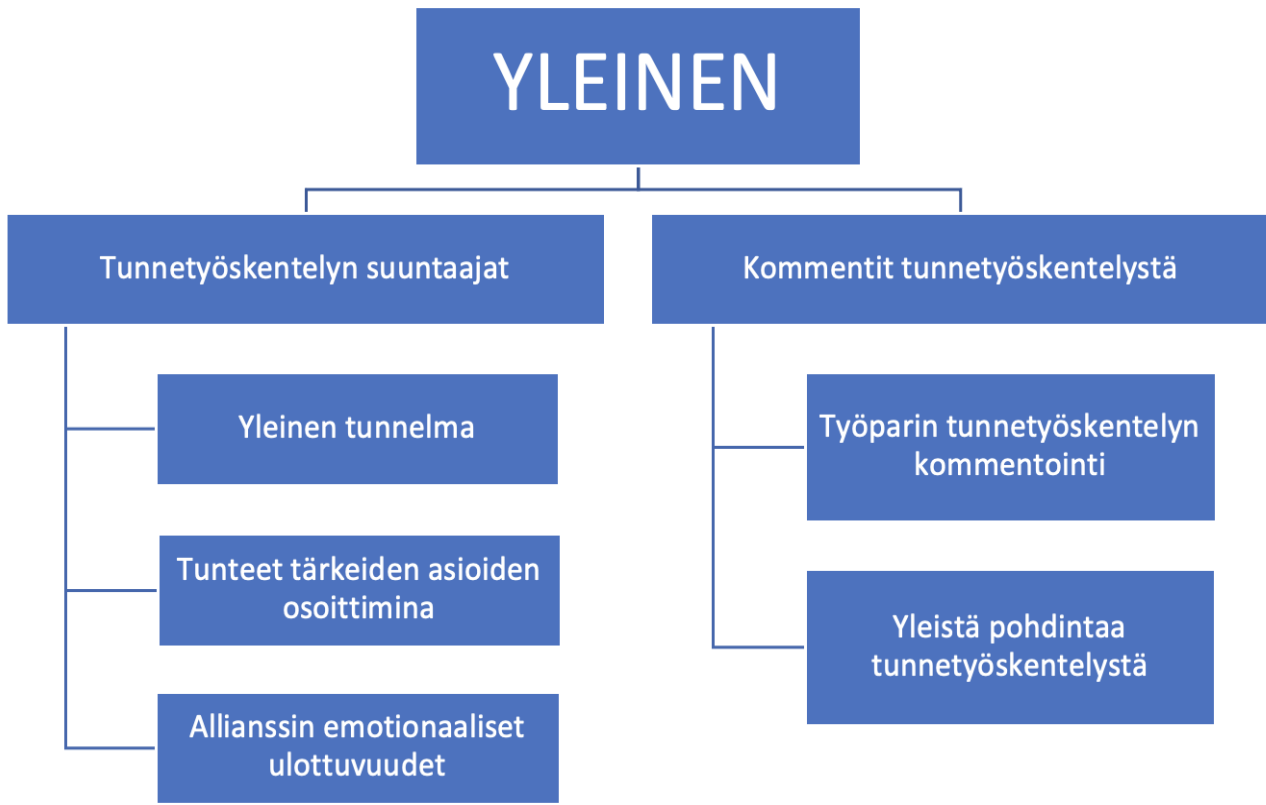 YLEINEN
Tunnetyöskentelyn suuntaajat
Yleinen tunnelma
Tunteet tärkeiden asioiden
osoittimina
Allianssin emotionaaliset
ulottuvuudet
Kommentit tunnetyöskentelystä
Työparin tunnetyöskentelyn
kommentointi
Yleistä pohdintaa
tunnetyöskentelystä